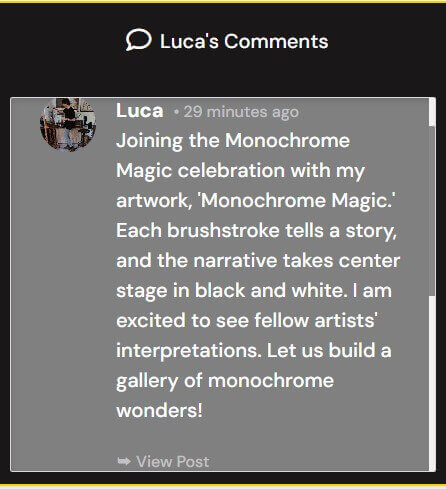 Luca's Comments
Luca • 29 minutes ago
Joining the Monochrome
Magic celebration with my
artwork, 'Monochrome Magic.'
Each brushstroke tells a story,
and the narrative takes center
stage in black and white. I am
excited to see fellow artists'
interpretations. Let us build a
gallery of monochrome
wonders!
➥ View Post